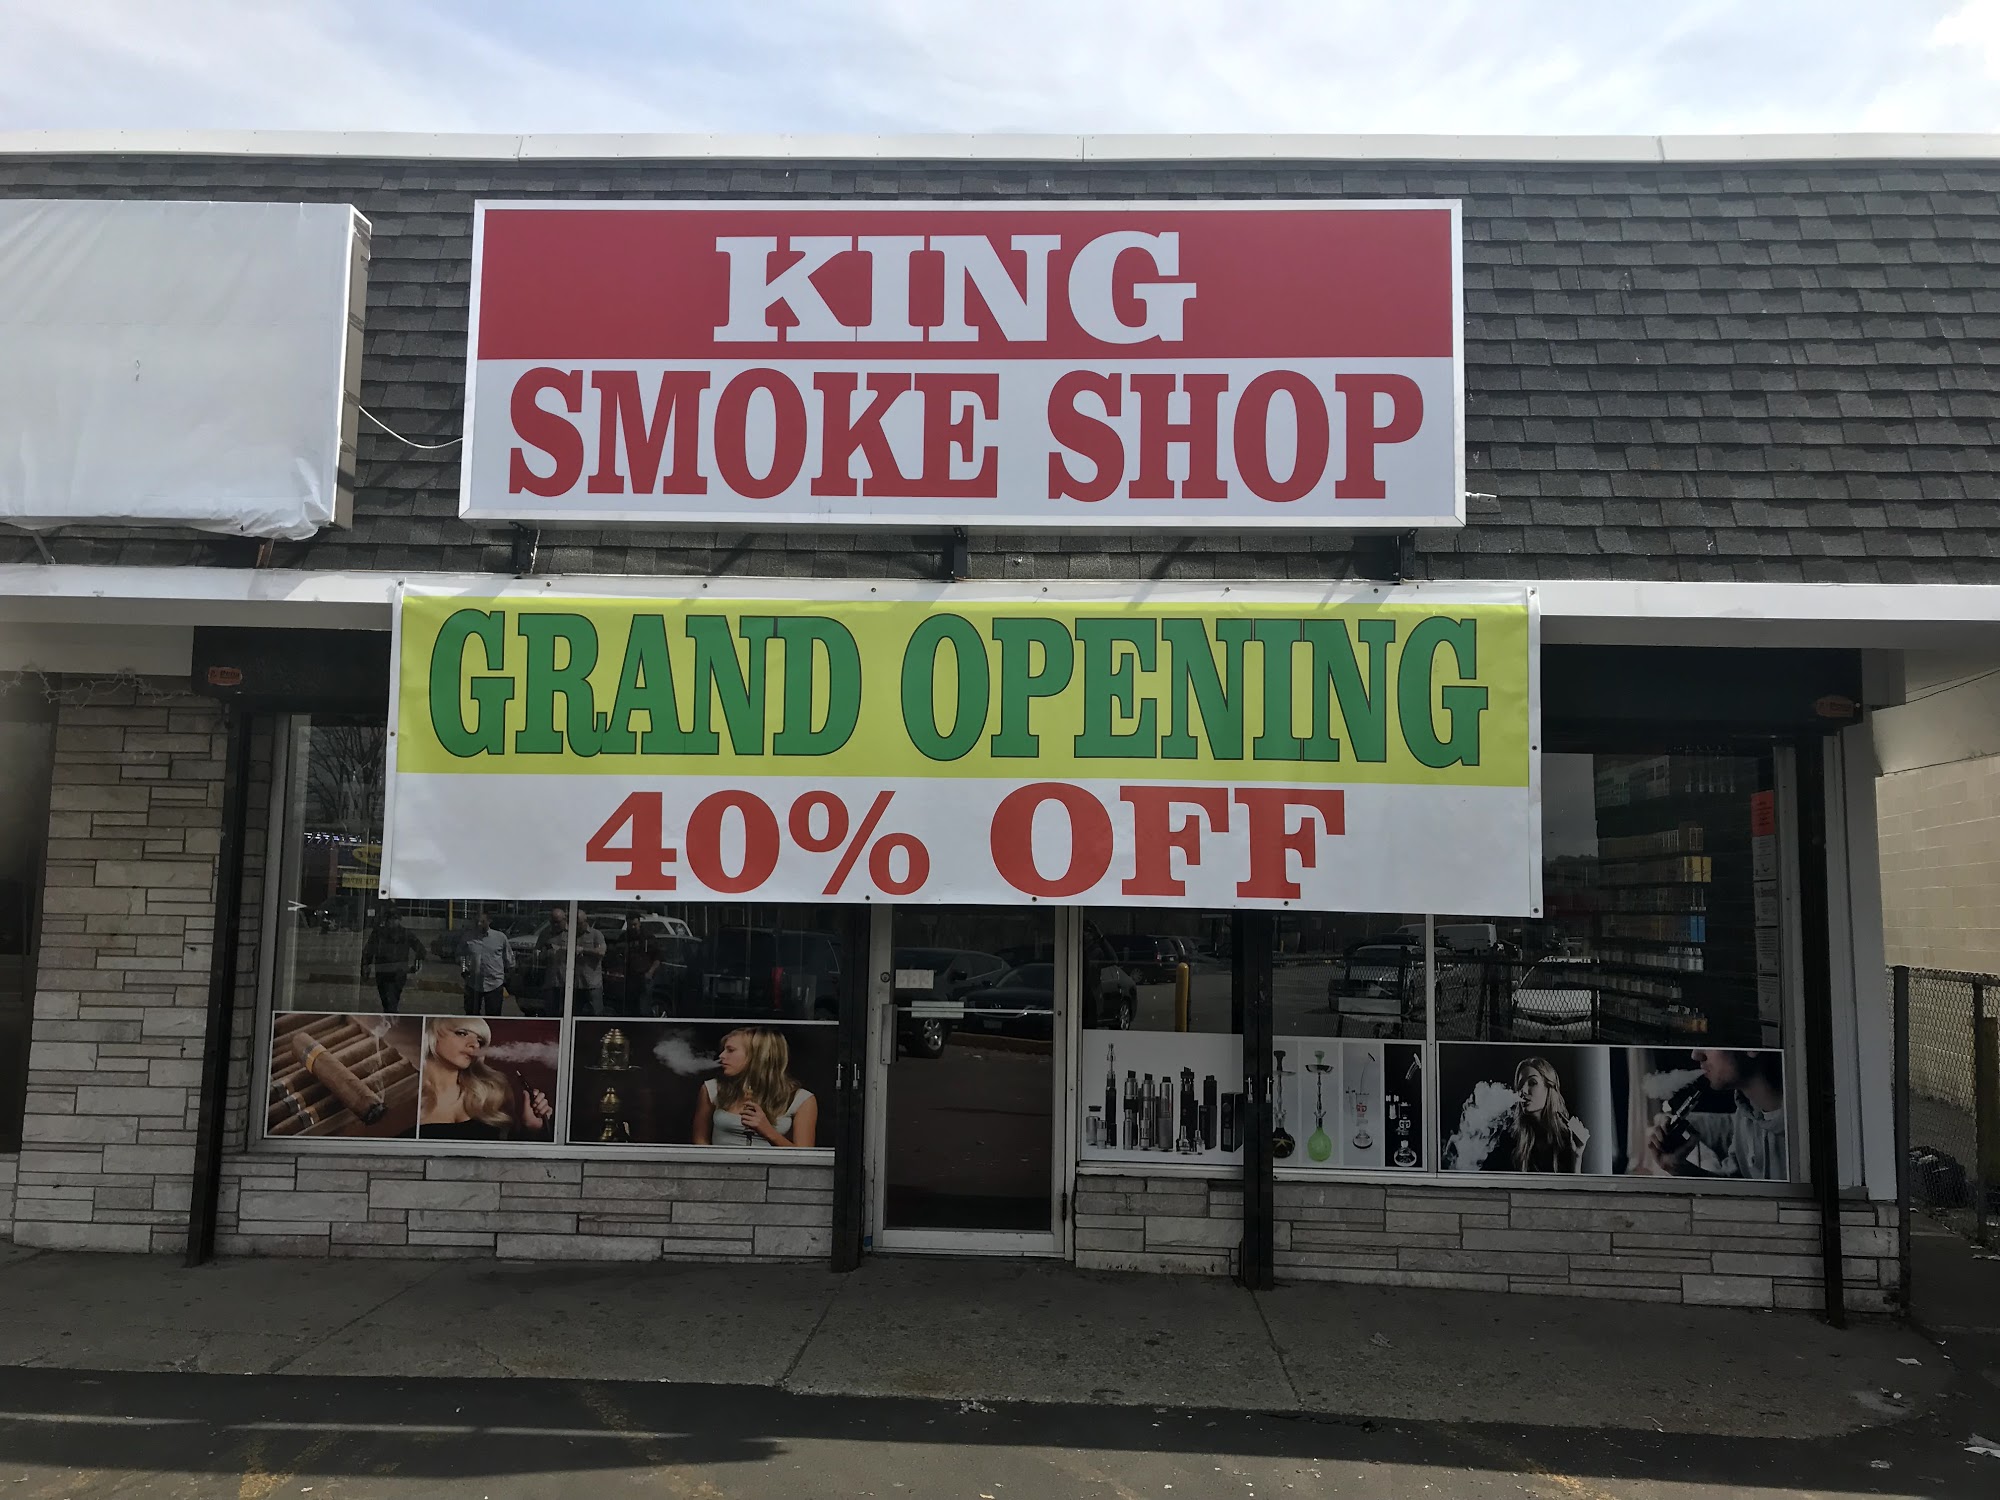 KING
SMOKE SHOP
GRAND OPENING
40% OFF